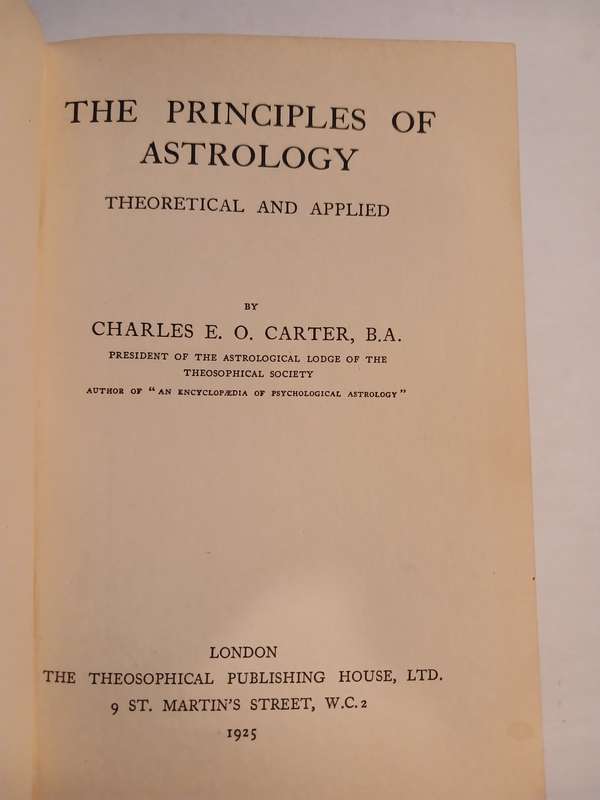 THE PRINCIPLES OF
ASTROLOGY
THEORETICAL AND APPLIED
BY
CHARLES E. O. CARTER, B.A.
PRESIDENT OF THE ASTROLOGICAL LODGE OF THE
THEOSOPHICAL SOCIETY
AUTHOR OF "AN ENCYCLOPÆDIA OF PSYCHOLOGICAL ASTROLOGY"
LONDON
THE THEOSOPHICAL PUBLISHING HOUSE, LTD.
9 ST. MARTIN'S STREET, W.C.2
1925